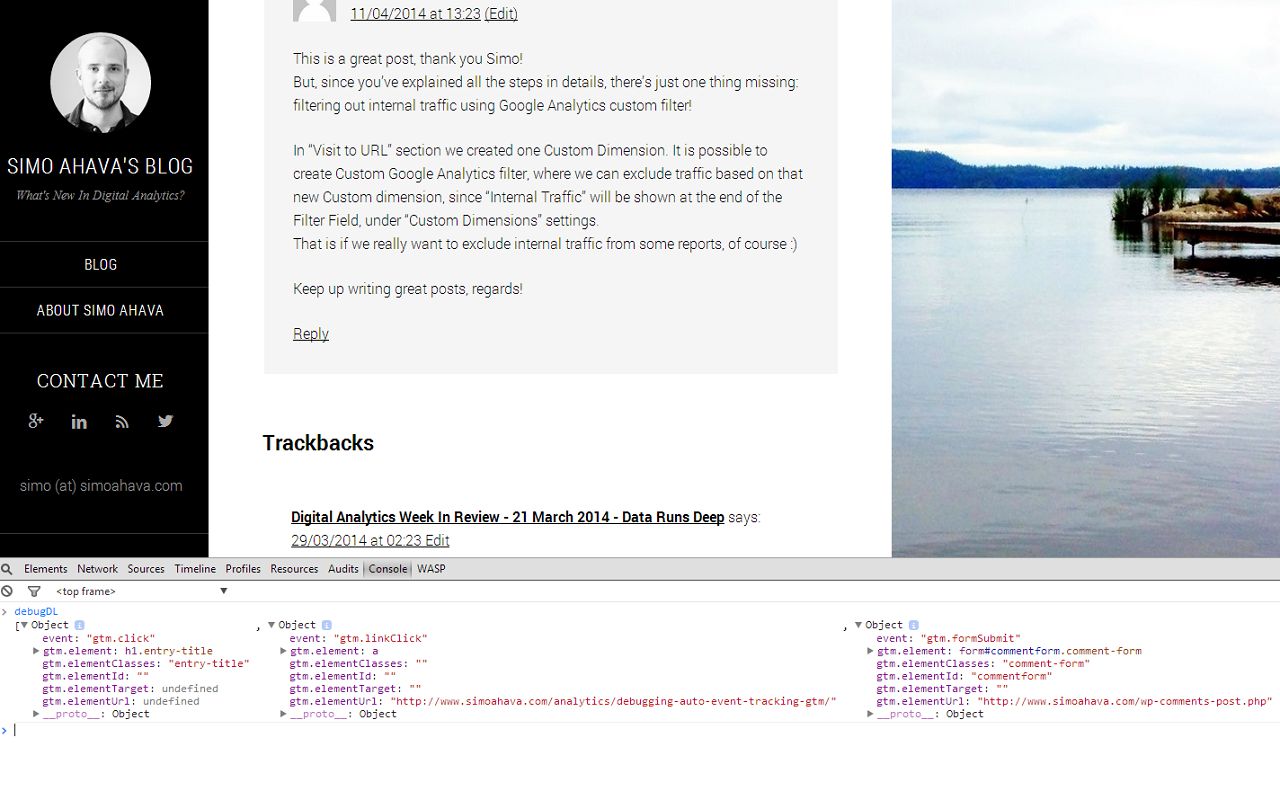 SIMO AHAVA'S BLOG
What's New In Digital Analytics?
BLOG
ABOUT SIMO AHAVA
CONTACT ME
g+ in
simo (at) simoahava.com
11/04/2014 at 13:23 (Edit)
This is a great post, thank you Simo!
But, since you've explained all the steps in details, there's just one thing missing:
filtering out internal traffic using Google Analytics custom filter!
In “Visit to URL” section we created one Custom Dimension. It is possible to
create Custom Google Analytics filter, where we can exclude traffic based on that
new Custom dimension, since “Internal Traffic” will be shown at the end of the
Filter Field, under “Custom Dimensions” settings.
That is if we really want to exclude internal traffic from some reports, of course :)
Keep up writing great posts, regards!
Reply
Trackbacks
Digital Analytics Week In Review - 21 March 2014 - Data Runs Deep says:
29/03/2014 at 02:23 Edit
Elements Network Sources Timeline Profiles Resources Audits Console WASP
<top frame>
debugDL
[▼Object i
event: "gtm.click"
gtm.element: h1.entry-title
gtm.elementClasses: "entry-title"
gtm.elementId: ""
gtm.elementTarget: undefined
gtm.elementUrl: undefined
__proto__: Object
, ▼Object i
event: "gtm.linkClick"
gtm.element: a
gtm.elementClasses: ""
gtm.elementId: ""
gtm.elementTarget: ""
gtm.elementUrl: "http://www.simoahava.com/analytics/debugging-auto-event-tracking-gtm/"
__proto__: Object
, ▼Object i
event: "gtm.formSubmit"
gtm.element: form#commentform.comment-form
gtm.elementClasses: "comment-form"
gtm.elementId: "commentform"
gtm.elementTarget: ""
gtm.elementUrl: "http://www.simoahava.com/wp-comments-post.php"
__proto__: Object